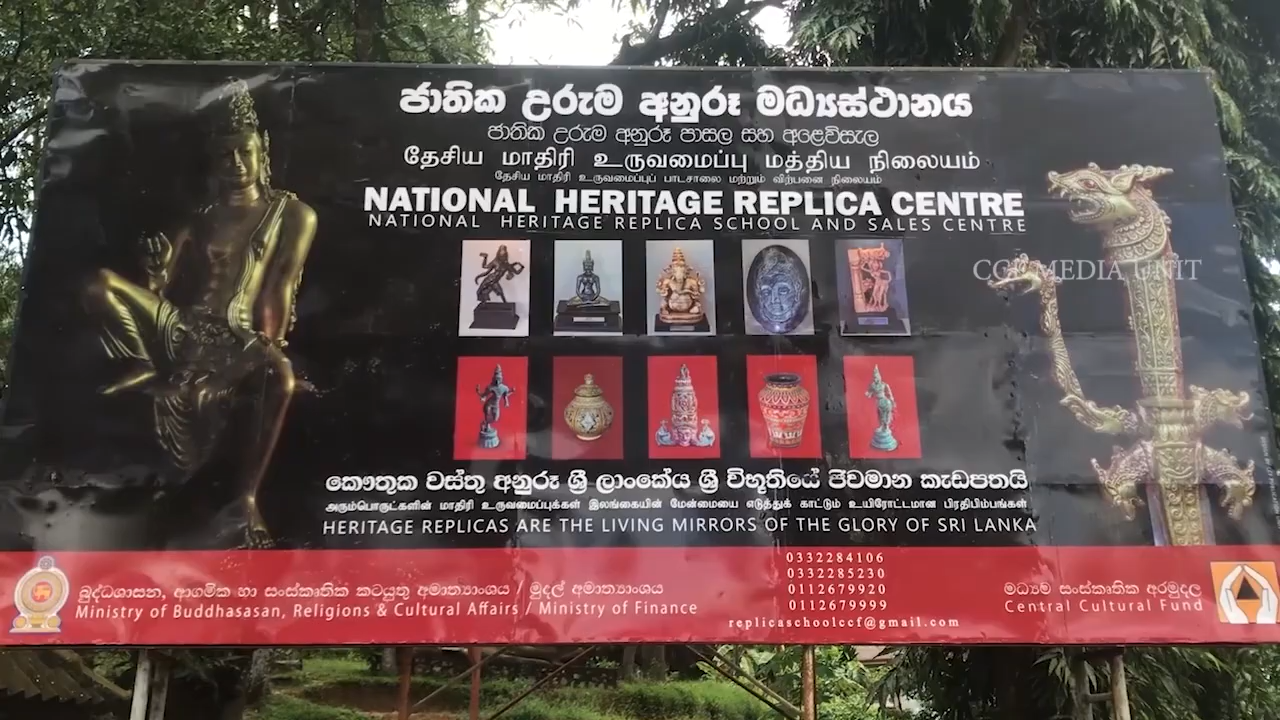 ජාතික උරුම අනුරූ මධ්‍යස්ථානය
ජාතික උරුම අනුරූ පාසල සහ අළෙවිසැල
தேசிய மாதிரி உருவமைப்பு மத்திய நிலையம்
தேசிய மாதிரி உருவமைப்புப் பாடசாலை மற்றும் விற்பனை நிலையம்
NATIONAL HERITAGE REPLICA CENTRE
NATIONAL HERITAGE REPLICA SCHOOL AND SALES CENTRE
CCF MEDIA UNIT
කෞතුක වස්තු අනුරූ ශ්‍රී ලාංකේය ශ්‍රී විභූතියේ ජීවමාන කැඩපතයි
அரும்பொருட்களின் மாதிரி உருவமைப்புக்கள் இலங்கையின் மேன்மையை எடுத்துக் காட்டும் உயிரோட்டமான பிரதிபிம்பங்கள்
HERITAGE REPLICAS ARE THE LIVING MIRRORS OF THE GLORY OF SRI LANKA
බුද්ධශාසන, ආගමික හා සංස්කෘතික කටයුතු අමාත්‍යාංශය / මුදල් අමාත්‍යාංශය
Ministry of Buddhasasan, Religions & Cultural Affairs / Ministry of Finance
0332284106
0332285230
0112679920
0112679999
replicaschoolccf@gmail.com
මධ්‍යම සංස්කෘතික අරමුදල
Central Cultural Fund